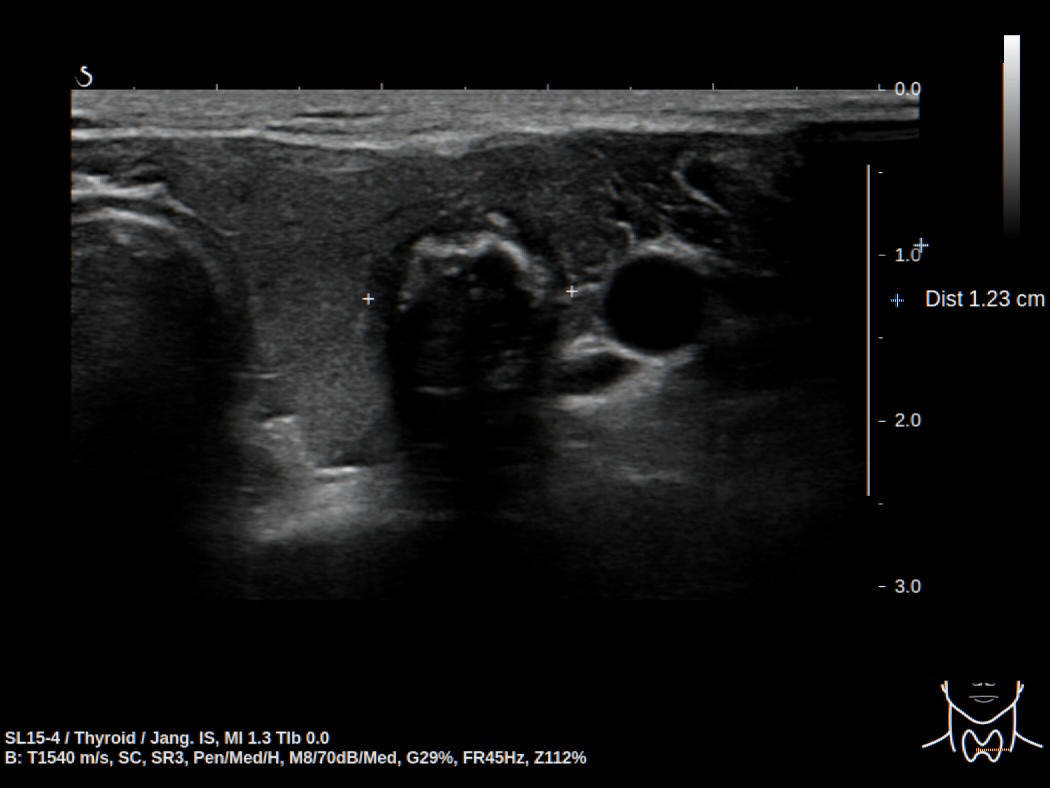 0.0
1.0
Dist 1.23 cm
2.0
3.0
SL15-4 / Thyroid / Jang. IS, MI 1.3 TIb 0.0
B: T1540 m/s, SC, SR3, Pen/Med/H, M8/70dB/Med, G29%, FR45Hz, Z112%